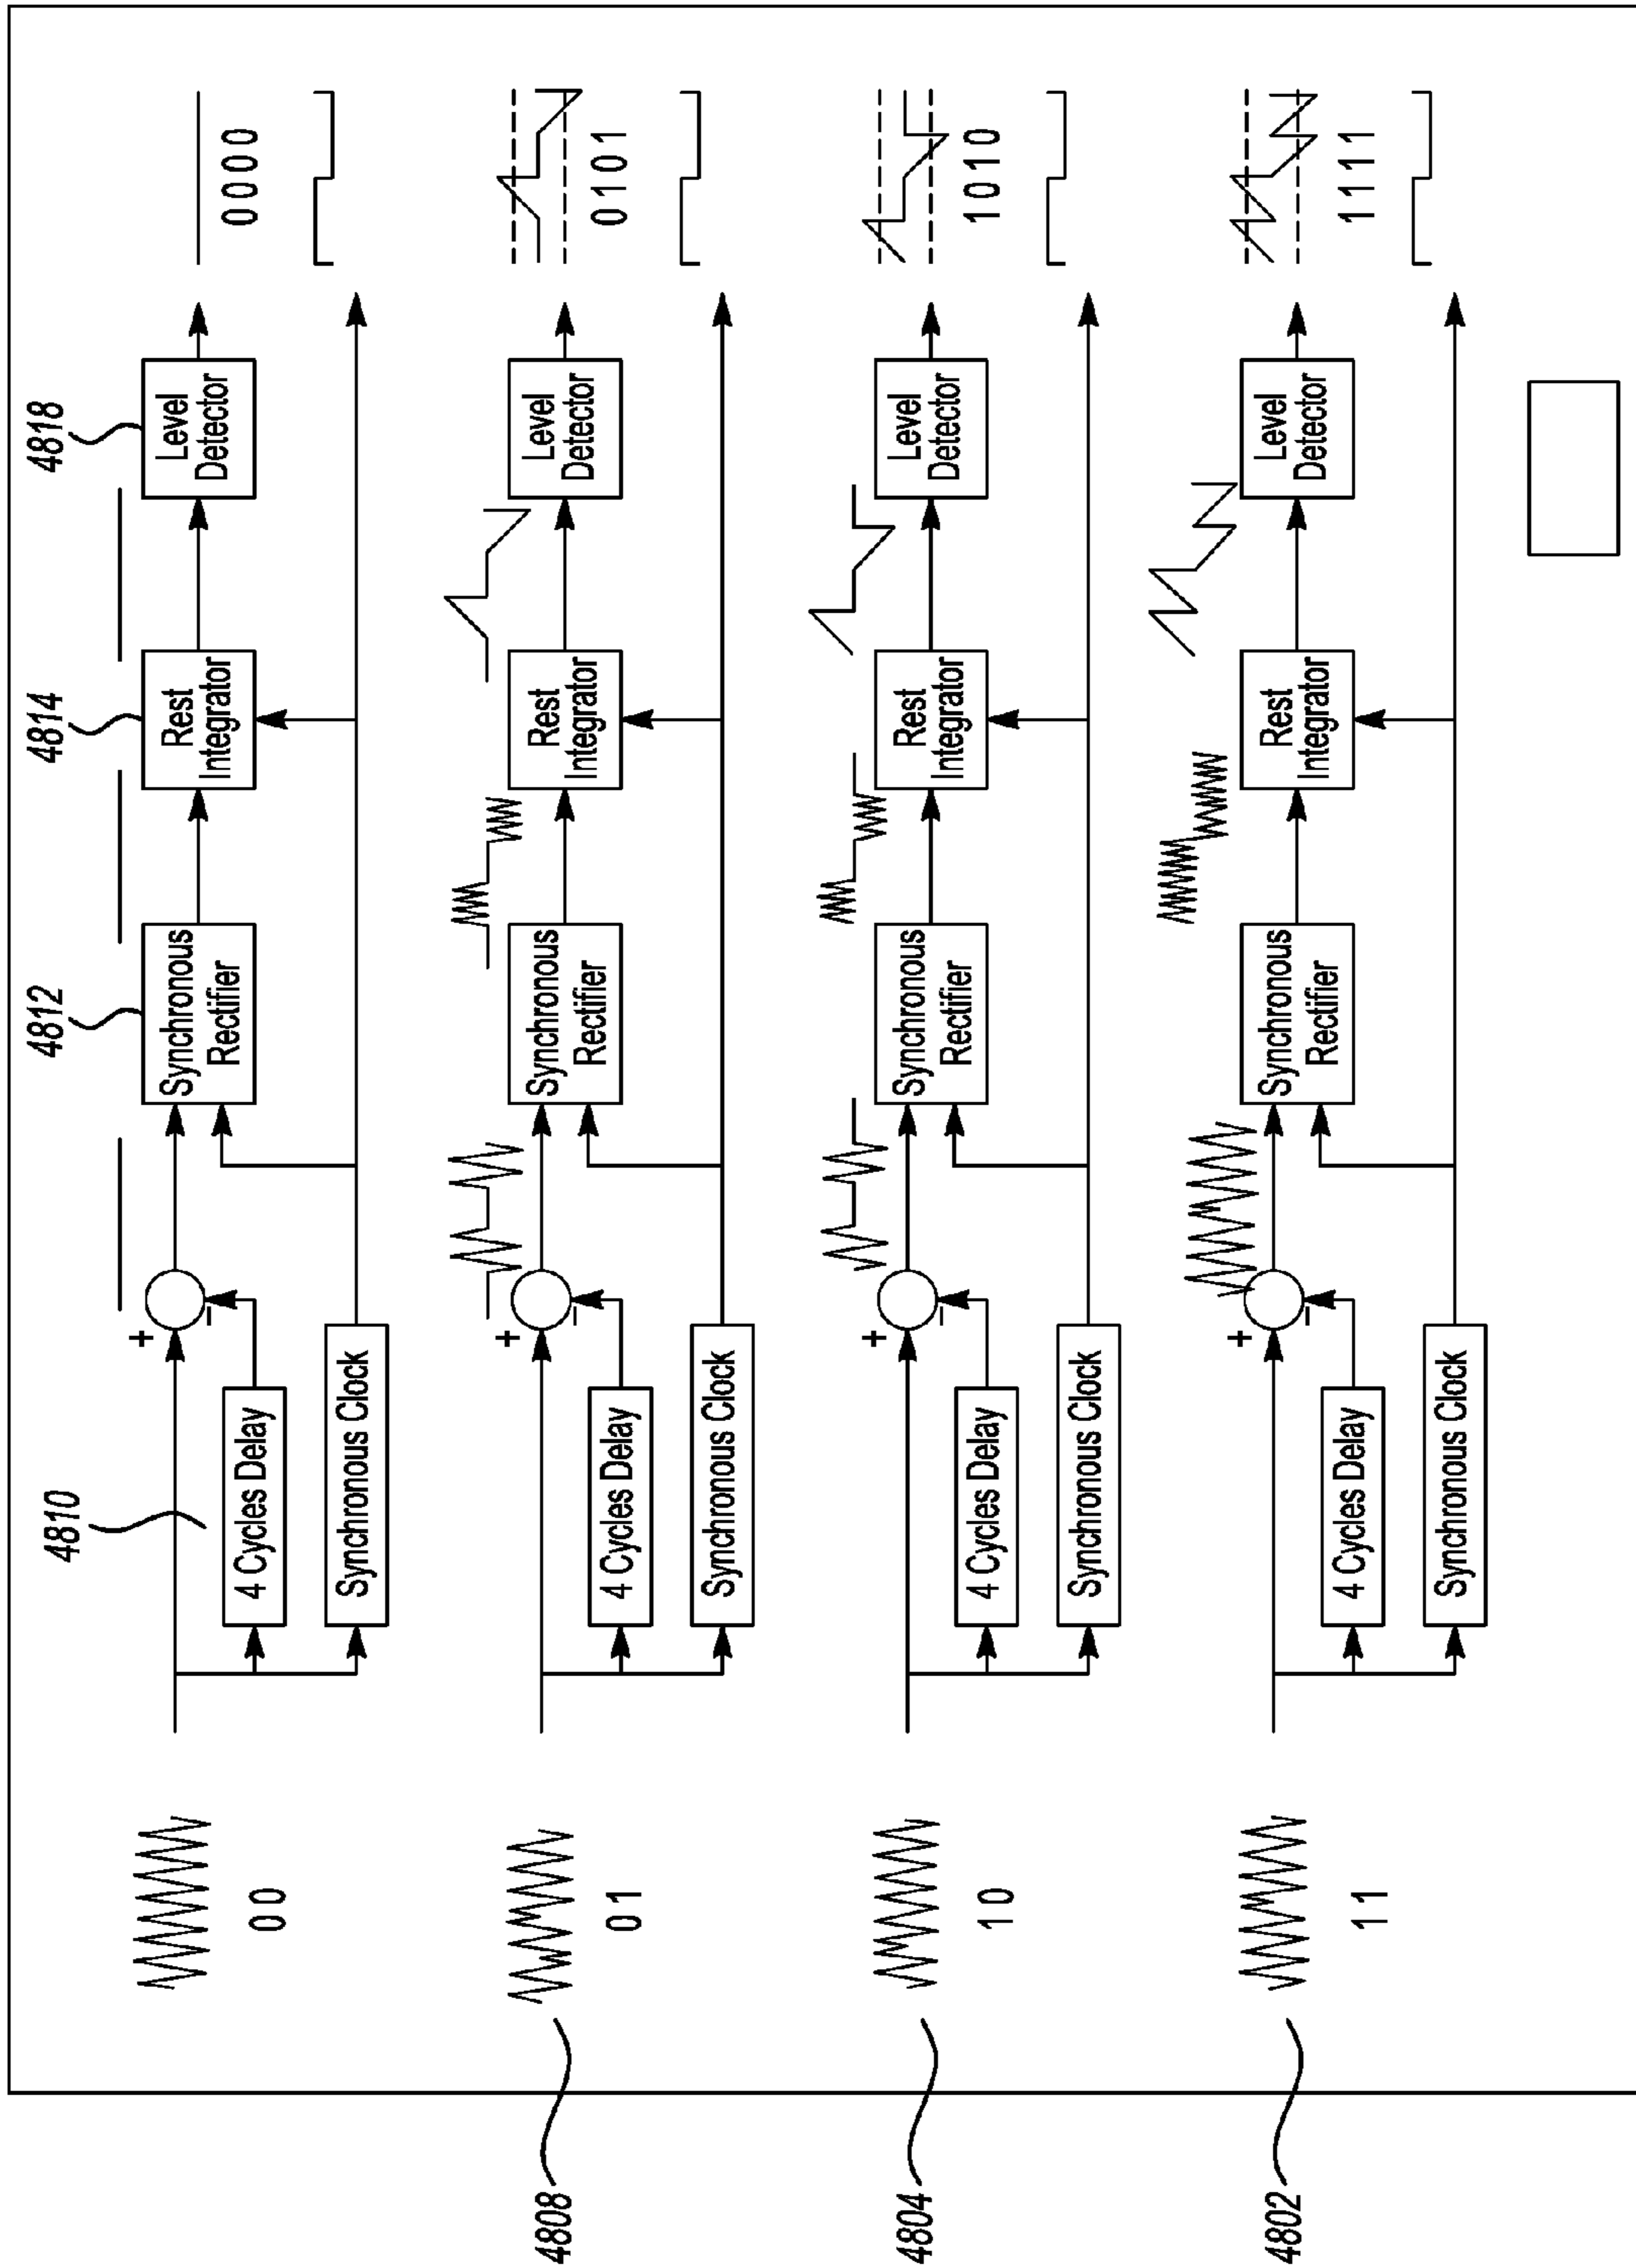 4810
4812
4814
4818
00
+
−
4 Cycles Delay
Synchronous Clock
Synchronous
Rectifier
Rest
Integrator
Level
Detector
0000
4808
01
+
−
4 Cycles Delay
Synchronous Clock
Synchronous
Rectifier
Rest
Integrator
Level
Detector
0101
4804
10
+
−
4 Cycles Delay
Synchronous Clock
Synchronous
Rectifier
Rest
Integrator
Level
Detector
1010
4802
11
+
−
4 Cycles Delay
Synchronous Clock
Synchronous
Rectifier
Rest
Integrator
Level
Detector
1111